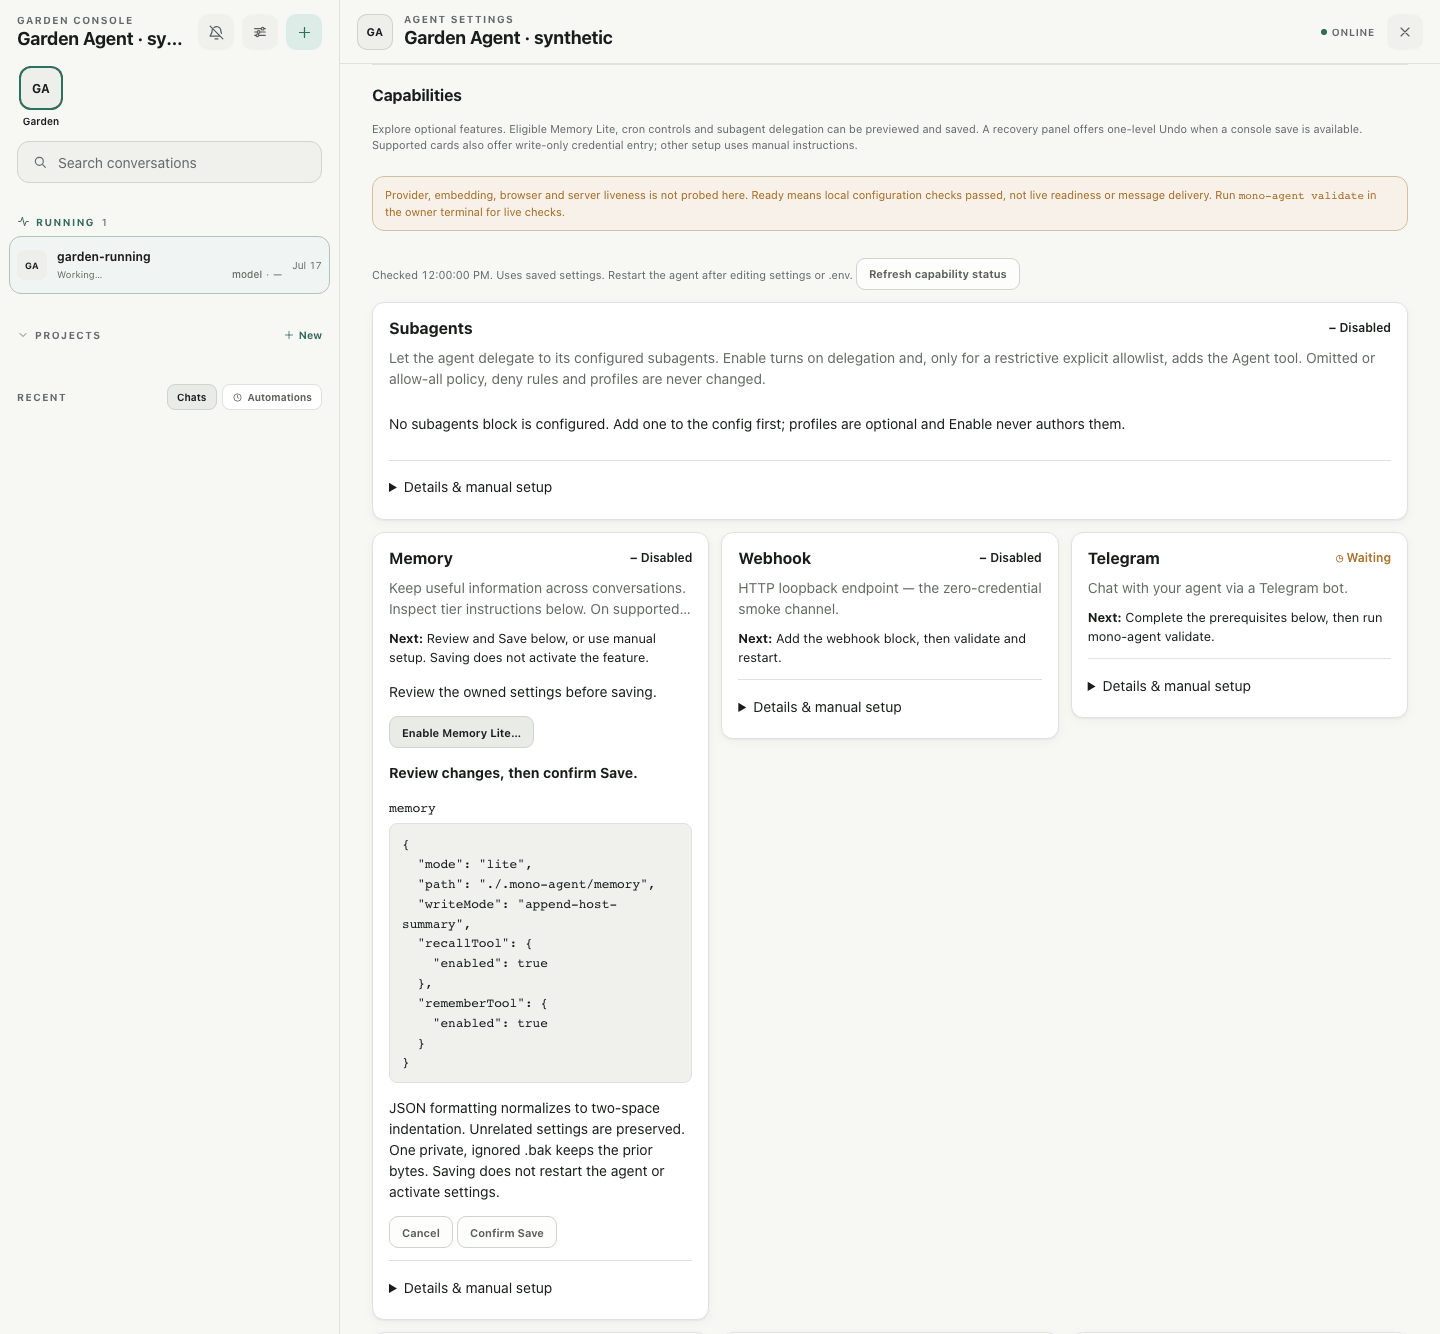 GARDEN CONSOLE
Garden Agent · sy...
GA
Garden
Search conversations
RUNNING 1
GA
garden-running
Working...
model · —
Jul 17
PROJECTS
New
RECENT
Chats
Automations
GA
AGENT SETTINGS
Garden Agent · synthetic
ONLINE
Capabilities
Explore optional features. Eligible Memory Lite, cron controls and subagent delegation can be previewed and saved. A recovery panel offers one-level Undo when a console save is available.
Supported cards also offer write-only credential entry; other setup uses manual instructions.
Provider, embedding, browser and server liveness is not probed here. Ready means local configuration checks passed, not live readiness or message delivery. Run mono-agent validate in
the owner terminal for live checks.
Checked 12:00:00 PM. Uses saved settings. Restart the agent after editing settings or .env.
Refresh capability status
Subagents
– Disabled
Let the agent delegate to its configured subagents. Enable turns on delegation and, only for a restrictive explicit allowlist, adds the Agent tool. Omitted or
allow-all policy, deny rules and profiles are never changed.
No subagents block is configured. Add one to the config first; profiles are optional and Enable never authors them.
Details & manual setup
Memory
– Disabled
Keep useful information across conversations.
Inspect tier instructions below. On supported...
Next: Review and Save below, or use manual
setup. Saving does not activate the feature.
Review the owned settings before saving.
Enable Memory Lite...
Review changes, then confirm Save.
memory
{
"mode": "lite",
"path": "./.mono-agent/memory",
"writeMode": "append-host-
summary",
"recallTool": {
"enabled": true
},
"rememberTool": {
"enabled": true
}
}
JSON formatting normalizes to two-space
indentation. Unrelated settings are preserved.
One private, ignored .bak keeps the prior
bytes. Saving does not restart the agent or
activate settings.
Cancel
Confirm Save
Details & manual setup
Webhook
– Disabled
HTTP loopback endpoint — the zero-credential
smoke channel.
Next: Add the webhook block, then validate and
restart.
Details & manual setup
Telegram
Waiting
Chat with your agent via a Telegram bot.
Next: Complete the prerequisites below, then run
mono-agent validate.
Details & manual setup